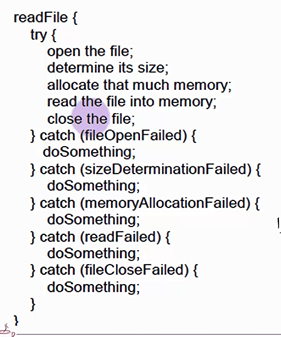 readFile {
try {
open the file;
determine its size;
allocate that much memory;
read the file into memory;
close the file;
} catch (fileOpenFailed) {
doSomething;
} catch (sizeDeterminationFailed) {
doSomething;
} catch (memoryAllocationFailed) {
doSomething;
} catch (readFailed) {
doSomething;
} catch (fileCloseFailed) {
doSomething;
}
}